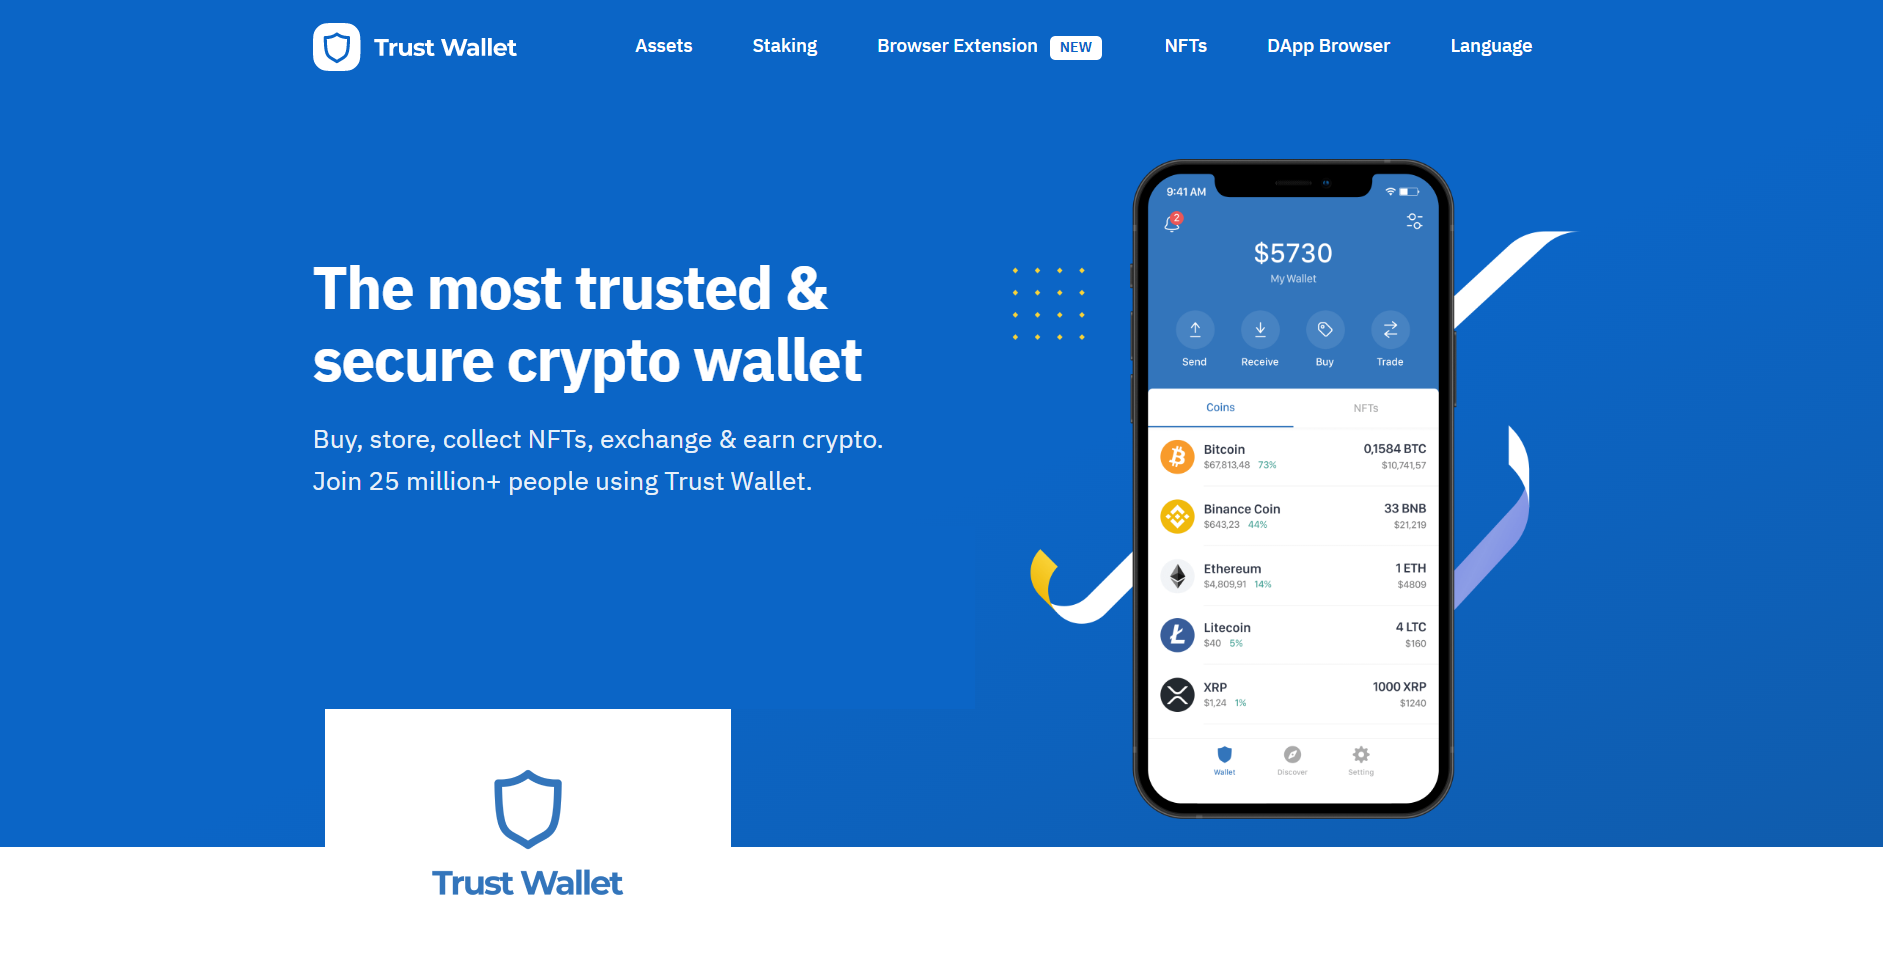 Trust Wallet
Assets
Staking
Browser Extension NEW
NFTs
DApp Browser
Language
The most trusted &
secure crypto wallet
Buy, store, collect NFTs, exchange & earn crypto.
Join 25 million+ people using Trust Wallet.
9:41 AM
2
$5730
My Wallet
Send
Receive
Buy
Trade
Coins
NFTs
Bitcoin 0,1584 BTC
$67,813,48 73% $10,741,57
Binance Coin 33 BNB
$643,23 44% $21,219
Ethereum 1 ETH
$4,809,91 14% $4809
Litecoin 4 LTC
$40 5% $160
XRP 1000 XRP
$1,24 1% $1240
Wallet
Discover
Setting
Trust Wallet